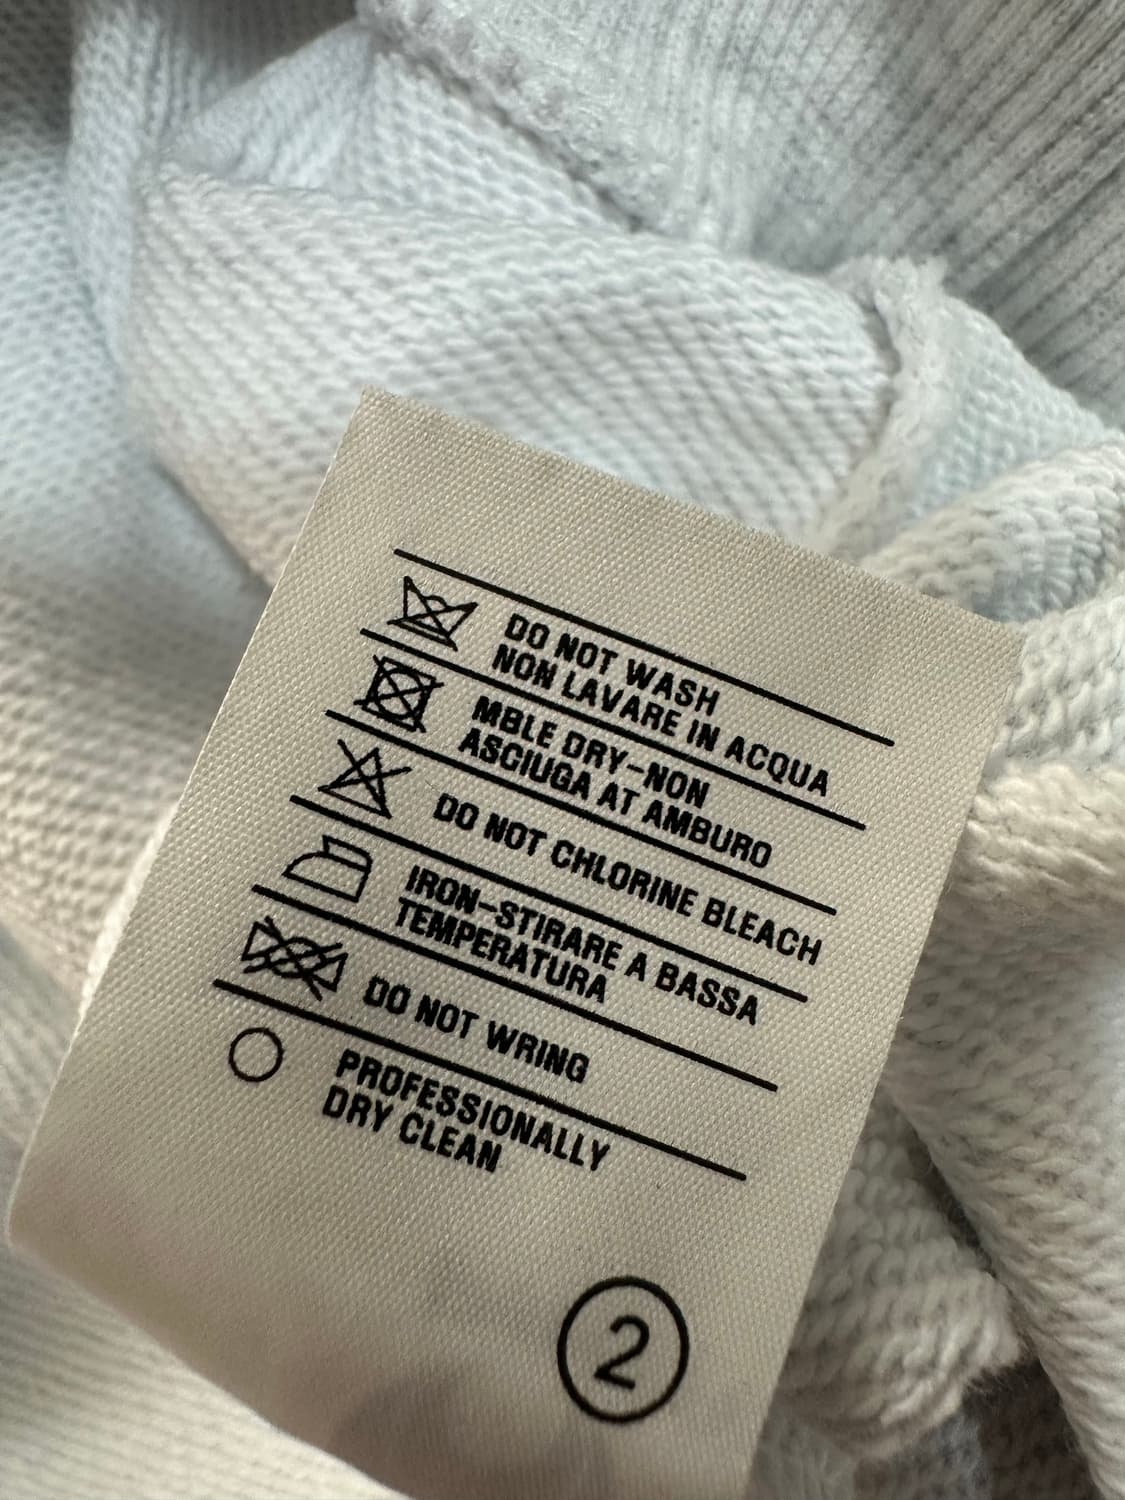 DO NOT WASH
NON LAVARE IN ACQUA
MBLE DRY-NON
ASCIUGA AT AMBURO
DO NOT CHLORINE BLEACH
IRON-STIRARE A BASSA
TEMPERATURA
DO NOT WRING
PROFESSIONALLY
DRY CLEAN
2